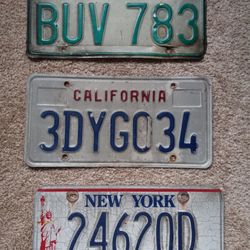 BUV 783
CALIFORNIA
3DYG034
NEW YORK
24620D